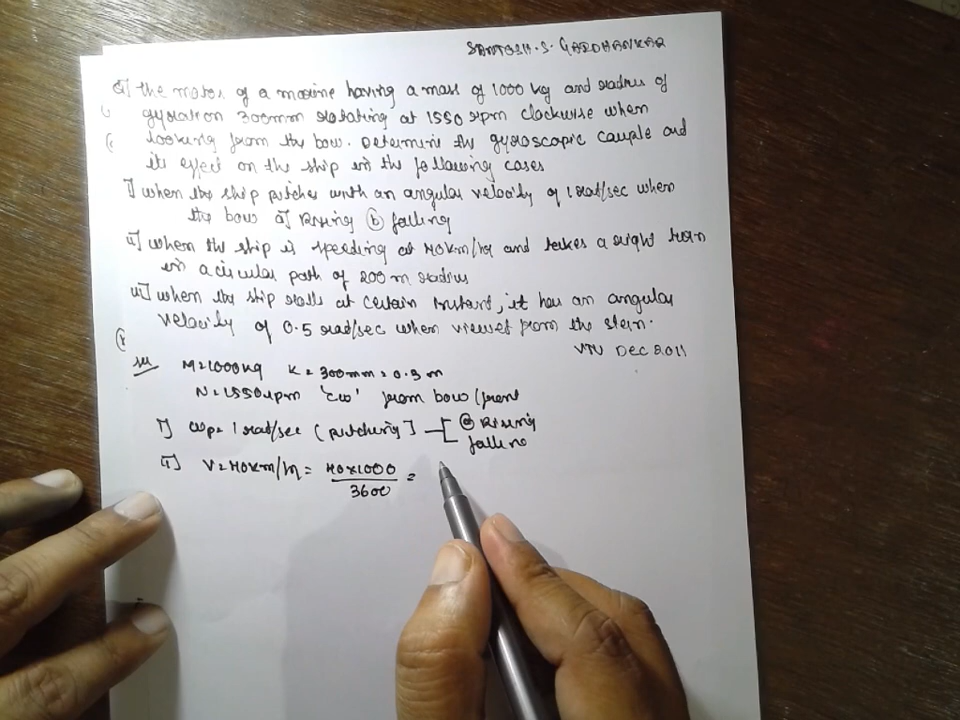 SANTOSH.S. GARDHANKAR
Q] The motor of a marine having a mass of 1000 kg and radius of
gyration 300mm rotating at 1550 rpm clockwise when
looking from the bow. Determine the gyroscopic couple and
its effect on the ship in the following cases
i] when the ship pitches with an angular velocity of 1 rad/sec when
the bow a] Rising (b) falling
ii] when the ship is speeding at 40km/hr and takes a right turn
in a circular path of 200 m radius
iii] when the ship rolls at certain instant, it has an angular
velocity of 0.5 rad/sec when viewed from the stern.
VTU Dec 2011
M=1000kg K = 300mm = 0.3 m
N=1550rpm 'cw' from bow (front
i] ωp= 1 rad/sec (pitching] (a) Rising
falling
ii] V=40km/h = 40×1000 =
3600